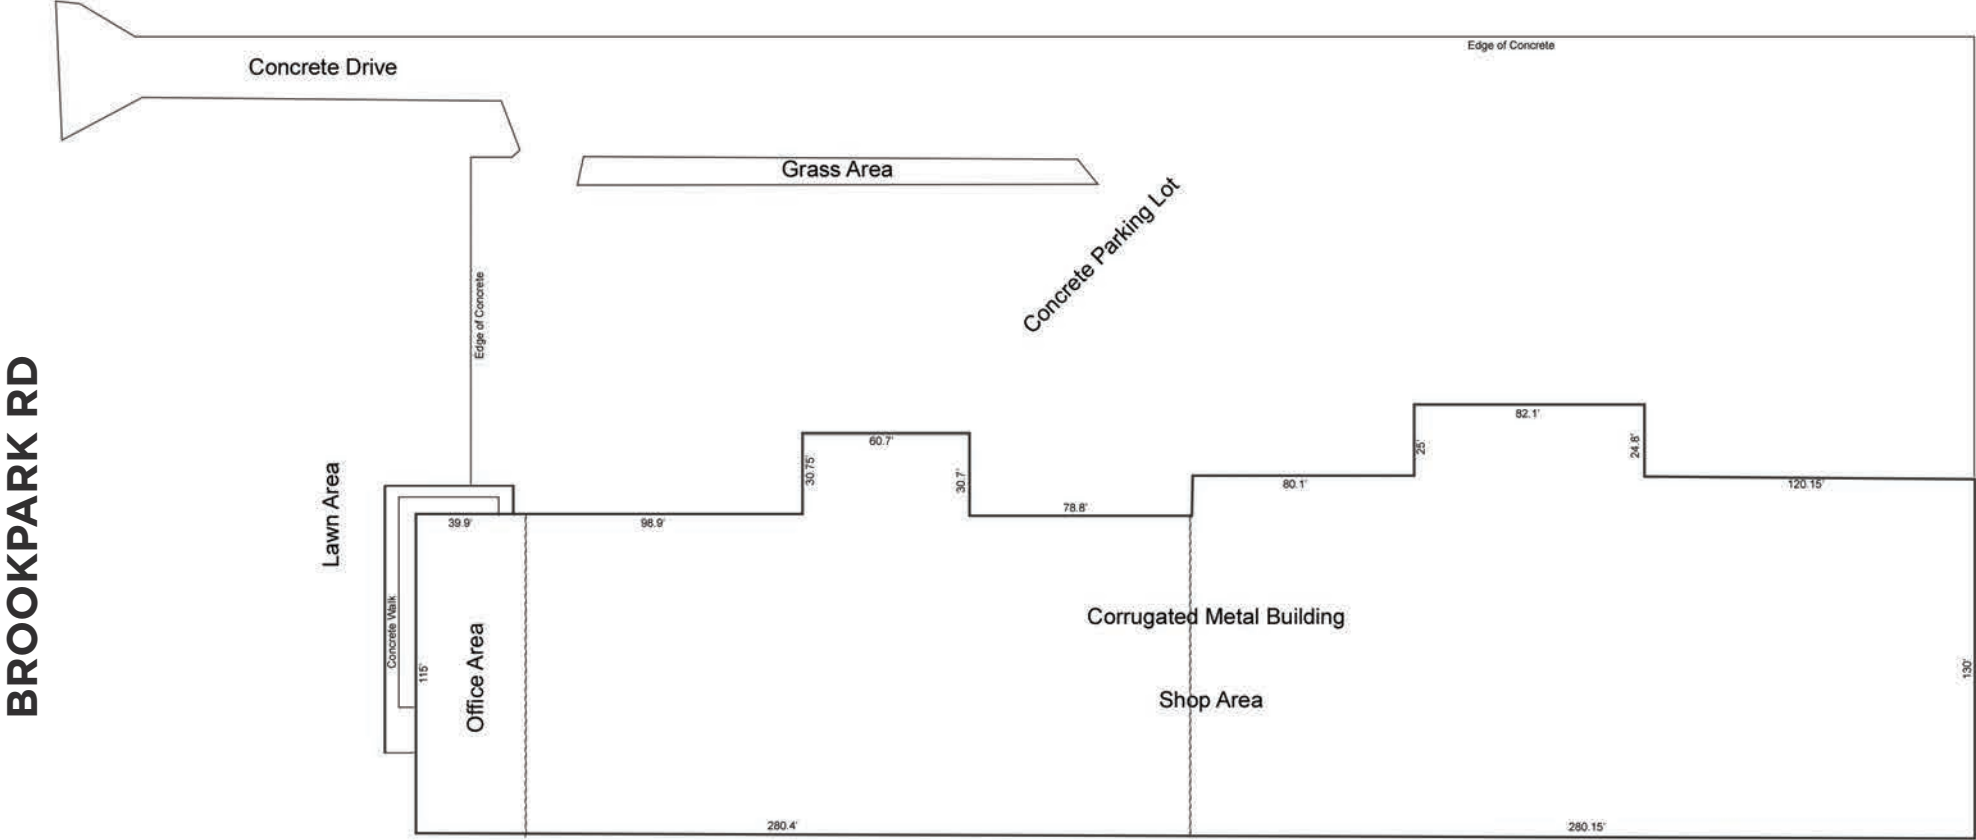 Edge of Concrete
Concrete Drive
Grass Area
Concrete Parking Lot
Edge of Concrete
BROOKPARK RD
82.1'
60.7'
25'
24.8'
30.75'
30.7'
80.1'
120.15'
Lawn Area
78.8'
39.9'
98.9'
Concrete Walk
Corrugated Metal Building
115'
Office Area
130'
Shop Area
280.4'
280.15'